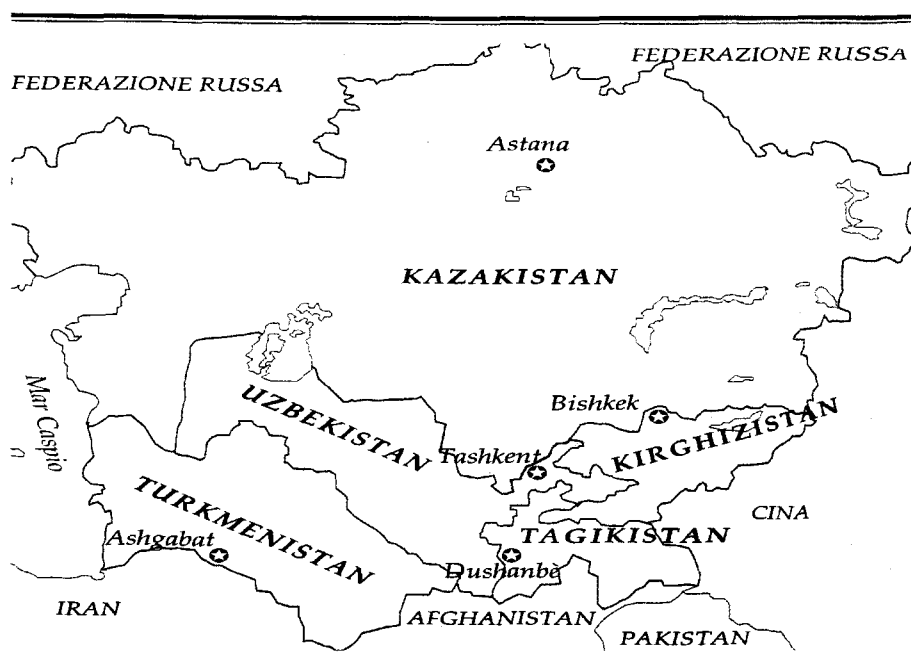 FEDERAZIONE RUSSA
FEDERAZIONE RUSSA
Astana
KAZAKISTAN
Mar Caspio
UZBEKISTAN
Bishkek
KIRGHIZISTAN
Tashkent
TURKMENISTAN
CINA
TAGIKISTAN
Ashgabat
Dushanbè
IRAN
AFGHANISTAN
PAKISTAN